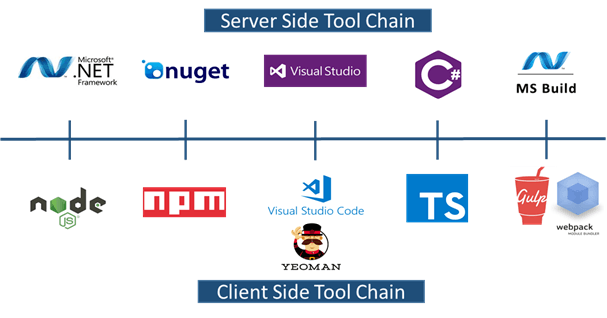 Server Side Tool Chain
Microsoft®
.NET
Framework
nuget
Visual Studio
C#
MS Build
node
JS
npm
Visual Studio Code
TS
Gulp
webpack
MODULE BUNDLER
YEOMAN
Client Side Tool Chain